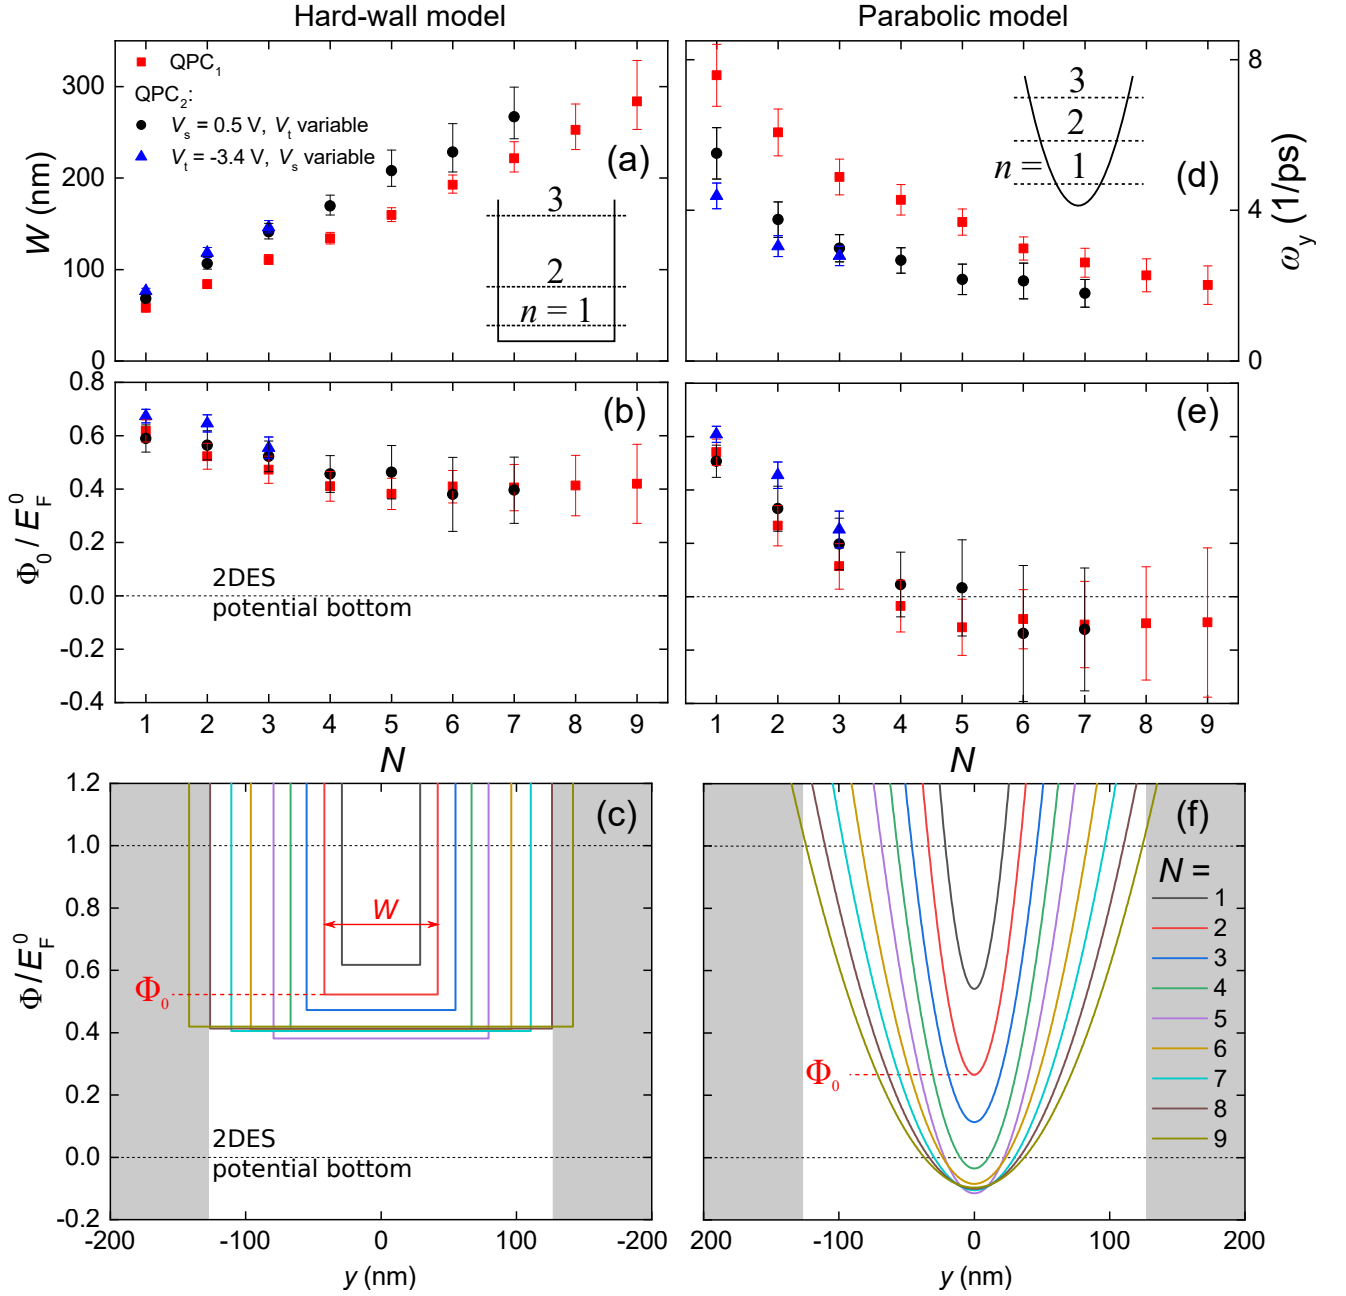 Hard-wall model
Parabolic model
W (nm)
300
200
100
0
QPC1
QPC2:
Vs = 0.5 V, Vt variable
Vt = -3.4 V, Vs variable
(a)
3
2
n = 1
3
2
n = 1
(d)
8
4
0
ωy (1/ps)
Φ0 / E0F
0.8
0.6
0.4
0.2
0.0
-0.2
-0.4
(b)
2DES
potential bottom
1 2 3 4 5 6 7 8 9
N
(e)
1 2 3 4 5 6 7 8 9
N
Φ/E0F
1.2
1.0
0.8
0.6
0.4
0.2
0.0
-0.2
(c)
W
Φ0
2DES
potential bottom
-200 -100 0 100 -200
y (nm)
(f)
N =
1
2
3
4
5
6
7
8
9
Φ0
200 -100 0 100 200
y (nm)